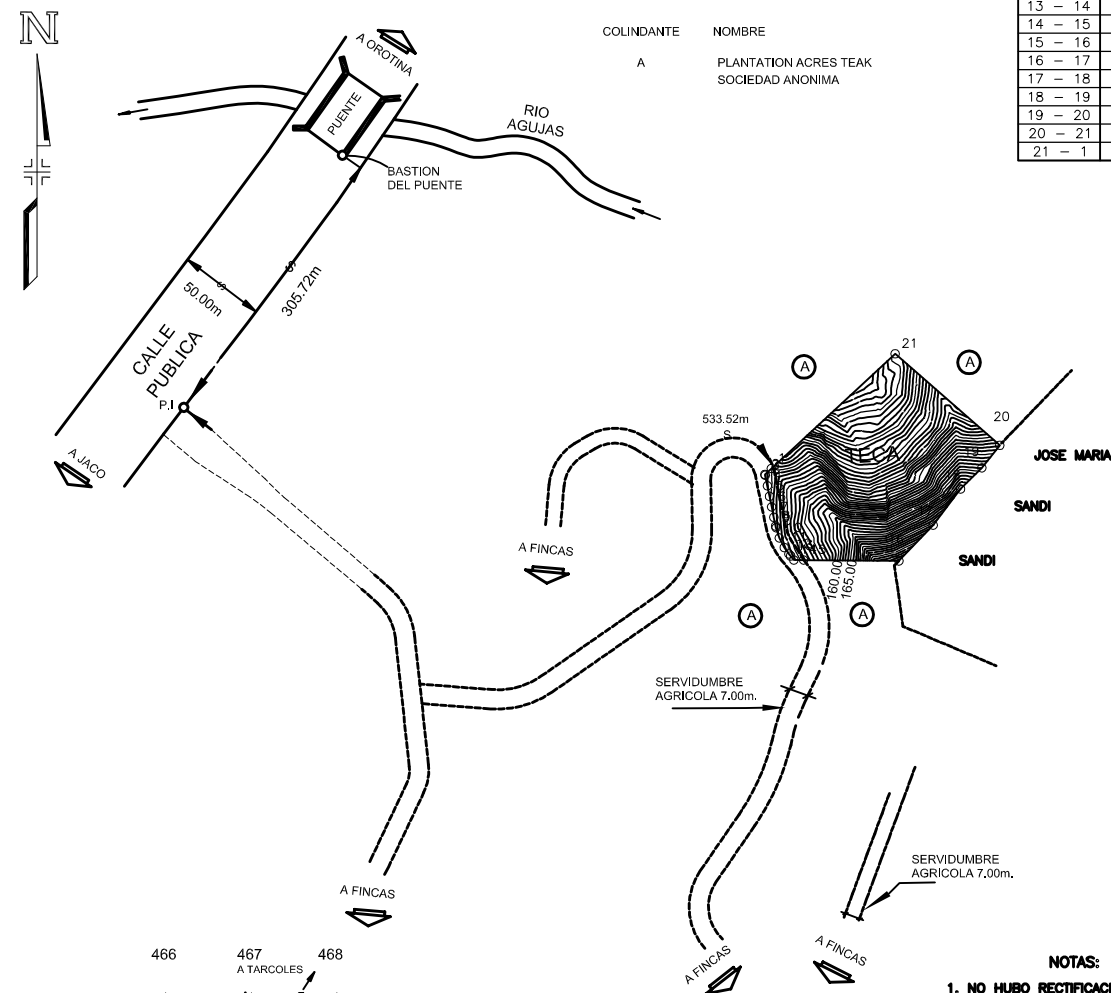 N
A OROTINA
PUENTE
RIO
AGUJAS
BASTION
DEL PUENTE
COLINDANTE NOMBRE
A PLANTATION ACRES TEAK
SOCIEDAD ANONIMA
13 - 14
14 - 15
15 - 16
16 - 17
17 - 18
18 - 19
19 - 20
20 - 21
21 - 1
50.00m
S
305.72m
S
CALLE
PUBLICA
P.I
A JACO
A
21
A
20
19
1
533.52m
S
TECA
JOSE MARIA
SANDI
SANDI
160.00
165.00
A FINCAS
A
A
SERVIDUMBRE
AGRICOLA 7.00m.
SERVIDUMBRE
AGRICOLA 7.00m.
A FINCAS
A FINCAS
A FINCAS
466 467 468
A TARCOLES
NOTAS:
1. NO HUBO RECTIFICAC